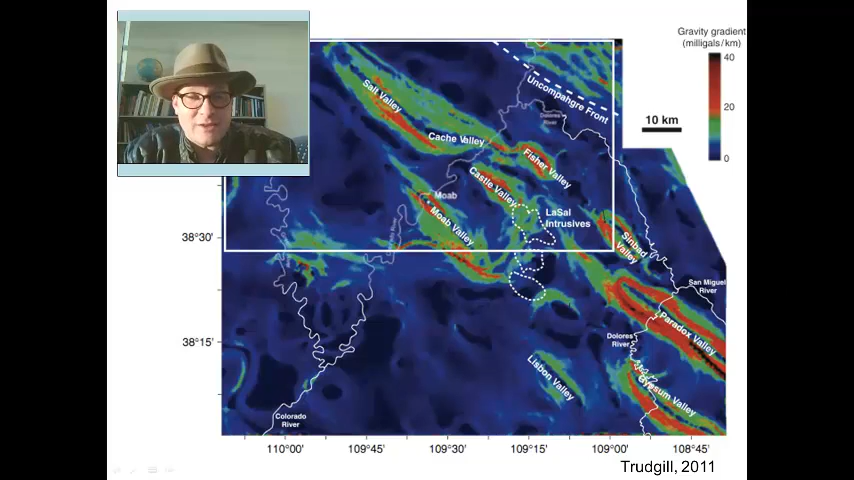 Gravity gradient
(milligals/km)
40
20
0
Uncompahgre Front
10 km
Dolores
River
Salt Valley
Cache Valley
Fisher Valley
Castle Valley
Moab
Moab Valley
LaSal
Intrusives
Sinbad
Valley
38°30'
San Miguel
River
Paradox Valley
38°15'
Dolores
River
Lisbon Valley
Gypsum Valley
Colorado
River
110°00'
109°45'
109°30'
109°15'
109°00'
108°45'
Trudgill, 2011